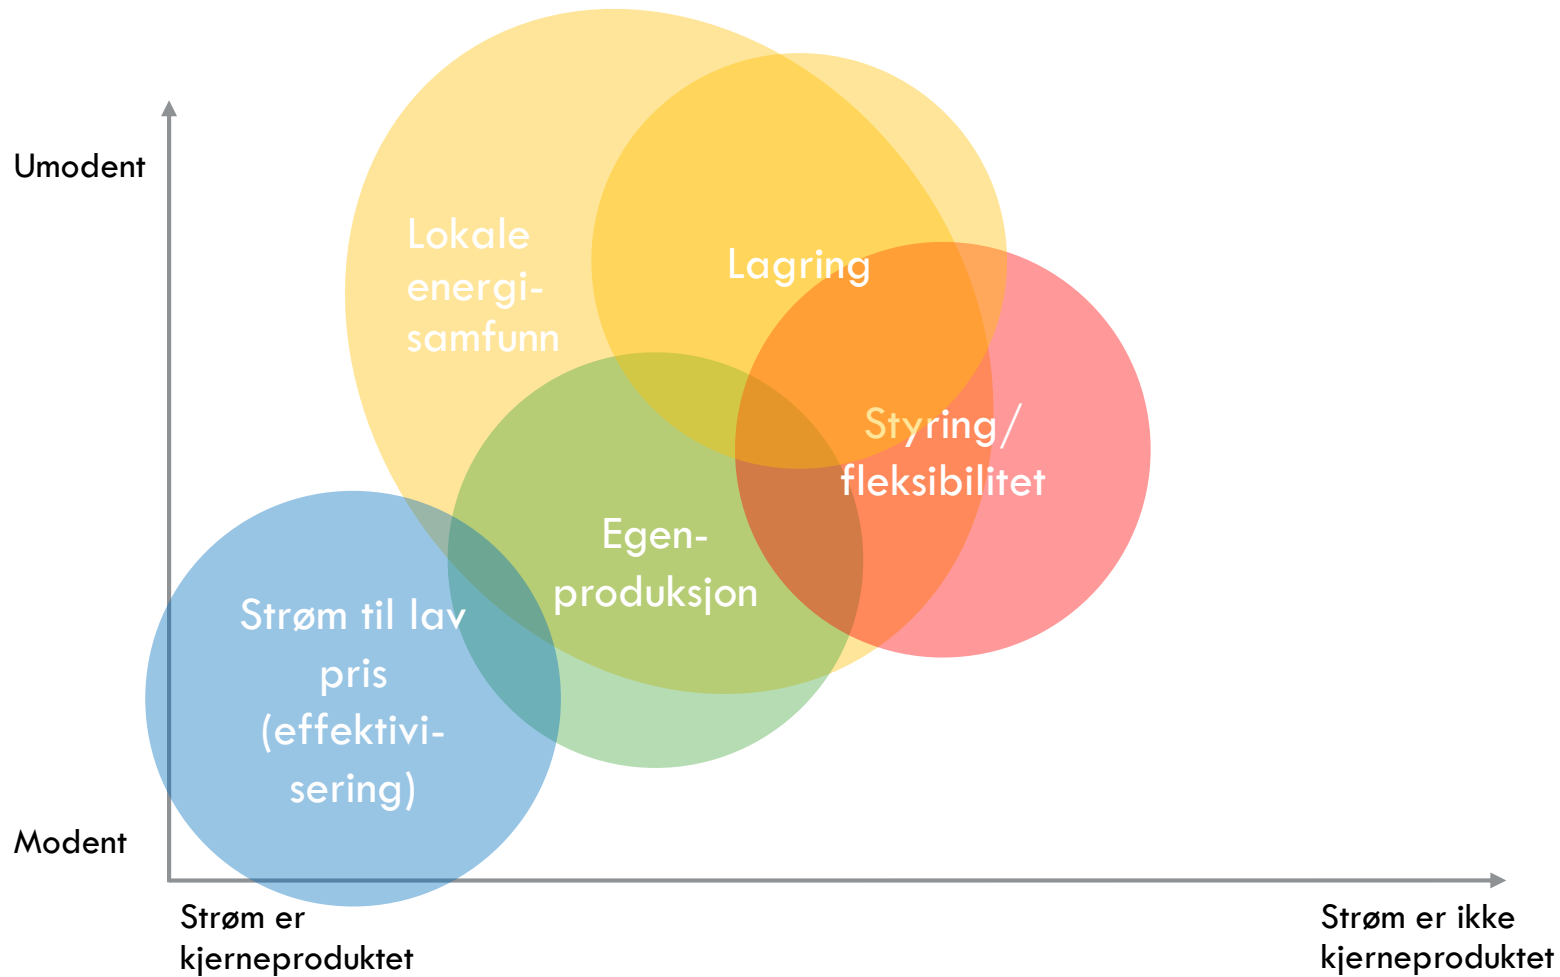 Umodent
Lokale
energi-
samfunn
Lagring
Styring/
fleksibilitet
Egen-
produksjon
Strøm til lav
pris
(effektivi-
sering)
Modent
Strøm er
kjerneproduktet
Strøm er ikke
kjerneproduktet